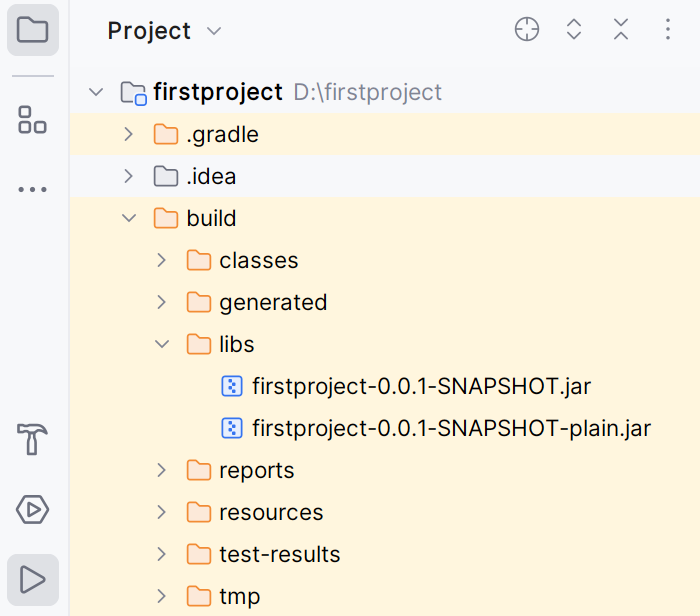 Project
firstproject D:\firstproject
.gradle
.idea
build
classes
generated
libs
firstproject-0.0.1-SNAPSHOT.jar
firstproject-0.0.1-SNAPSHOT-plain.jar
reports
resources
test-results
tmp